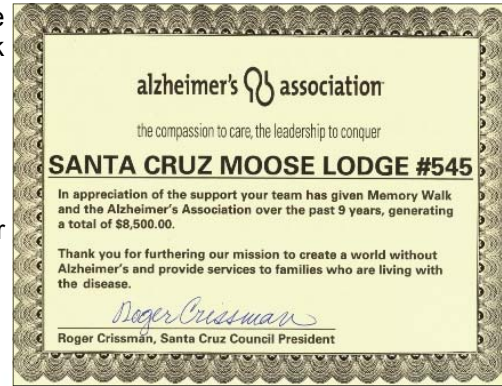 e
k
r
alzheimer's association
the compassion to care, the leadership to conquer
SANTA CRUZ MOOSE LODGE #545
In appreciation of the support your team has given Memory Walk
and the Alzheimer's Association over the past 9 years, generating
a total of $8,500.00.
Thank you for furthering our mission to create a world without
Alzheimer's and provide services to families who are living with
the disease.
Roger Crissman
Roger Crissman, Santa Cruz Council President